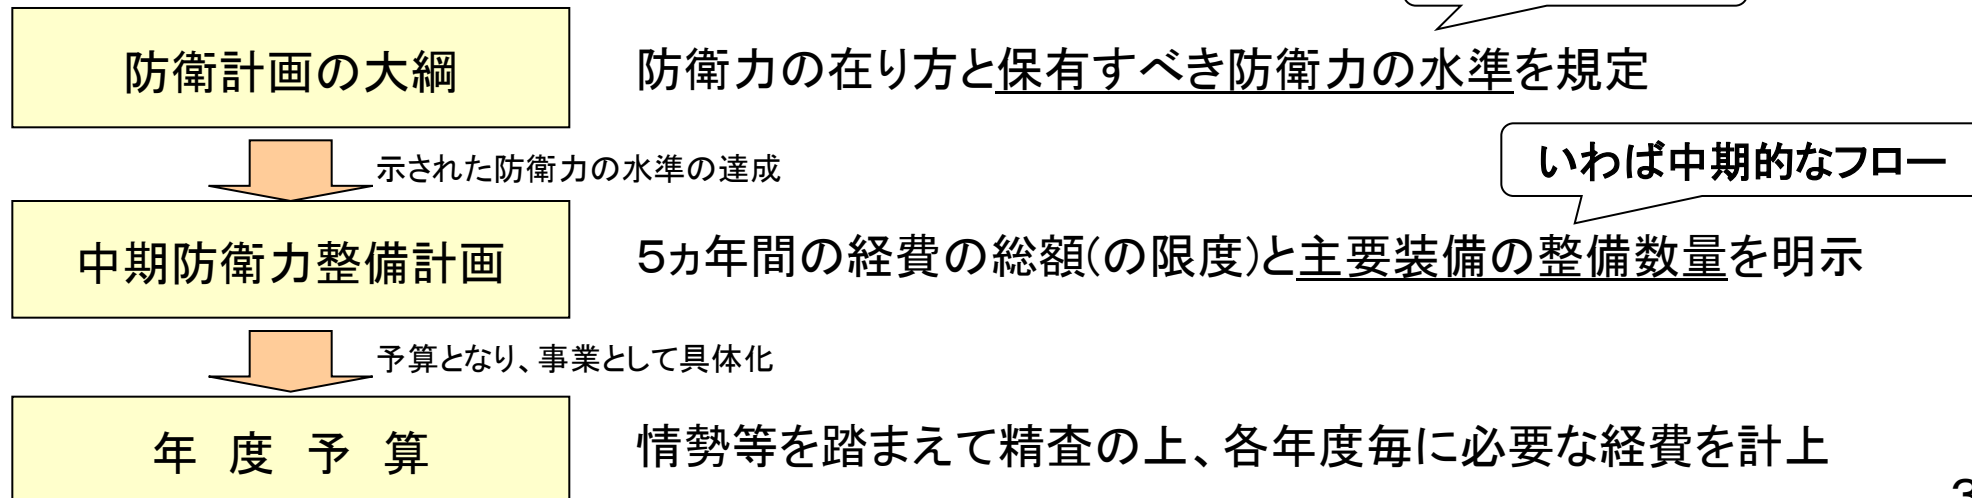 防衛計画の大綱
防衛力の在り方と保有すべき防衛力の水準を規定
示された防衛力の水準の達成
いわば中期的なフロー
中期防衛力整備計画
5ヵ年間の経費の総額(の限度)と主要装備の整備数量を明示
予算となり、事業として具体化
年 度 予 算
情勢等を踏まえて精査の上、各年度毎に必要な経費を計上